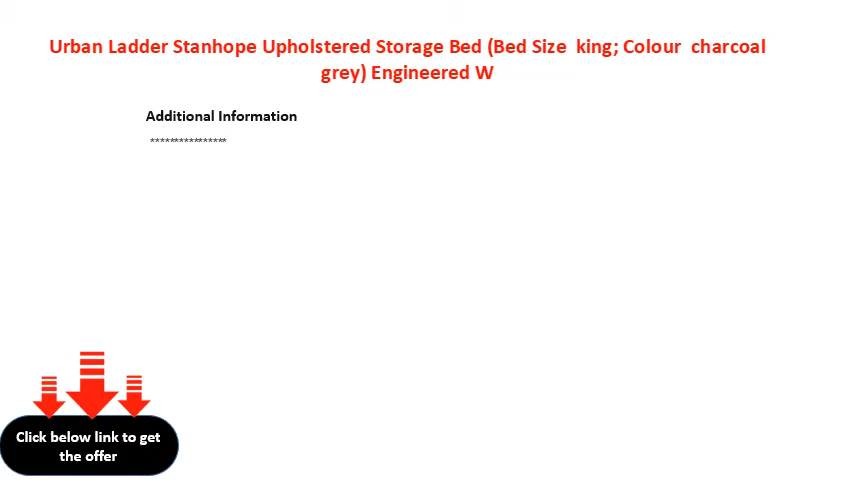 Urban Ladder Stanhope Upholstered Storage Bed (Bed Size  king; Colour  charcoal
grey) Engineered W
Additional Information
****************
Click below link to get
the offer